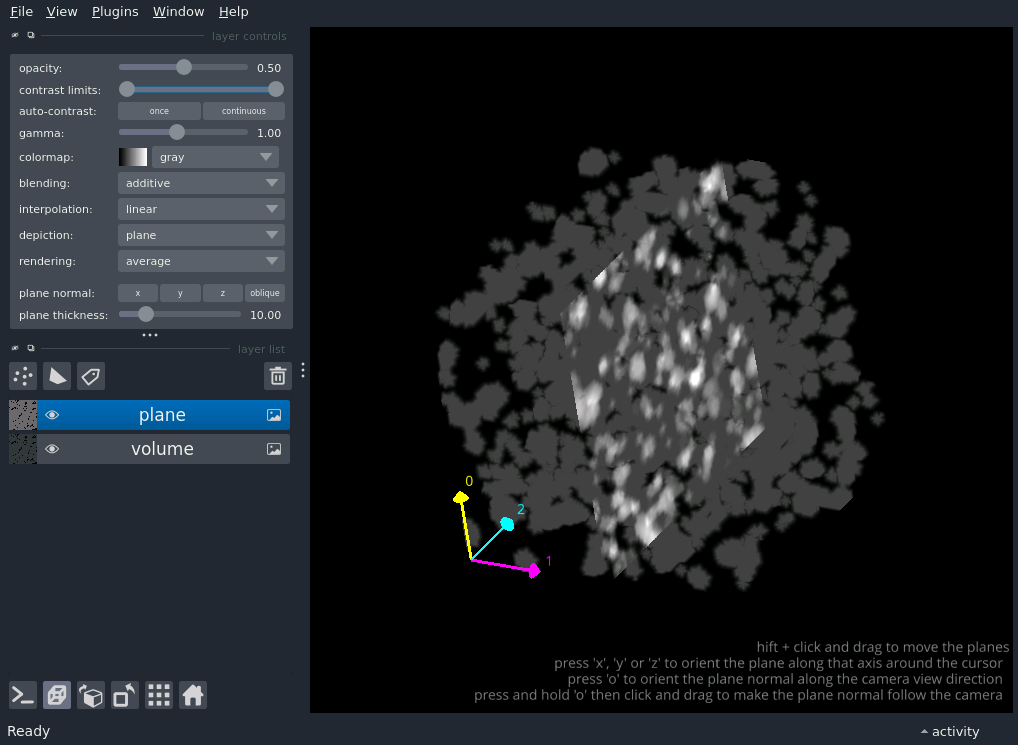 File View Plugins Window Help
layer controls
opacity: 0.50
contrast limits:
auto-contrast: once continuous
gamma: 1.00
colormap: gray
blending: additive
interpolation: linear
depiction: plane
rendering: average
plane normal: x y z oblique
plane thickness: 10.00
layer list
plane
volume
0
2
1
hift + click and drag to move the planes
press 'x', 'y' or 'z' to orient the plane along that axis around the cursor
press 'o' to orient the plane normal along the camera view direction
press and hold 'o' then click and drag to make the plane normal follow the camera
Ready activity